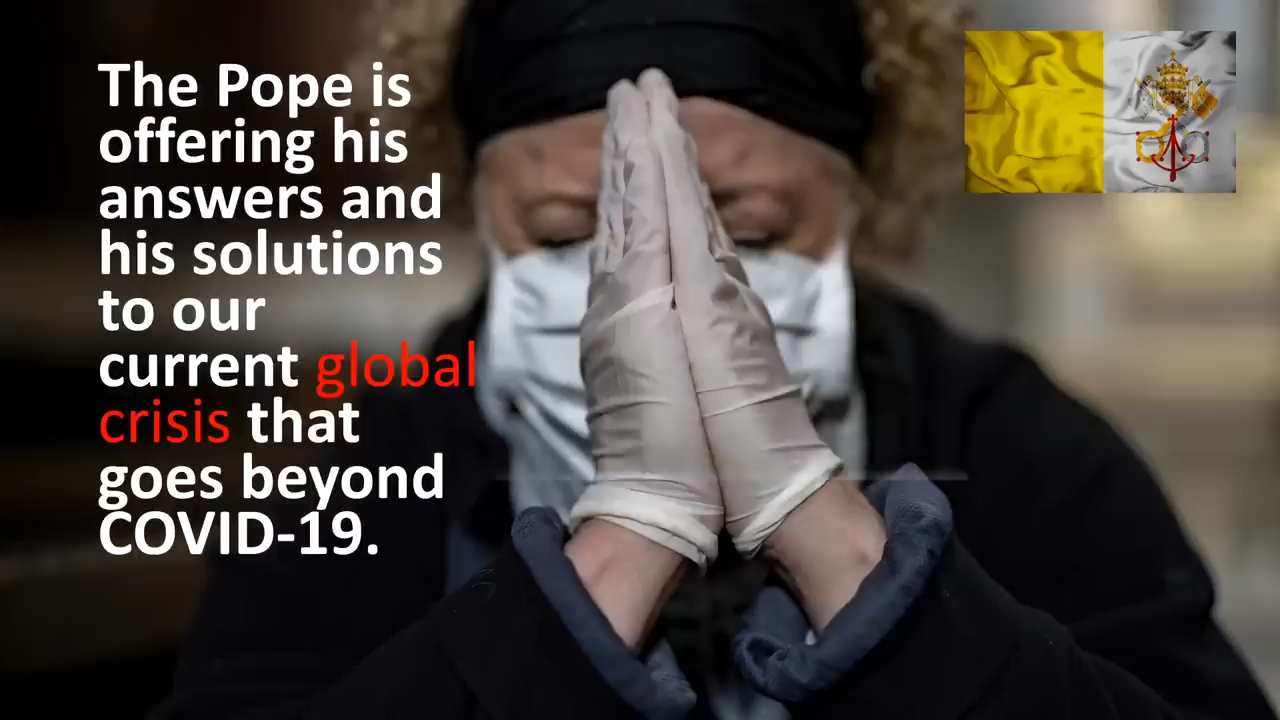 The Pope is
offering his
answers and
his solutions
to our
current global
crisis that
goes beyond
COVID-19.